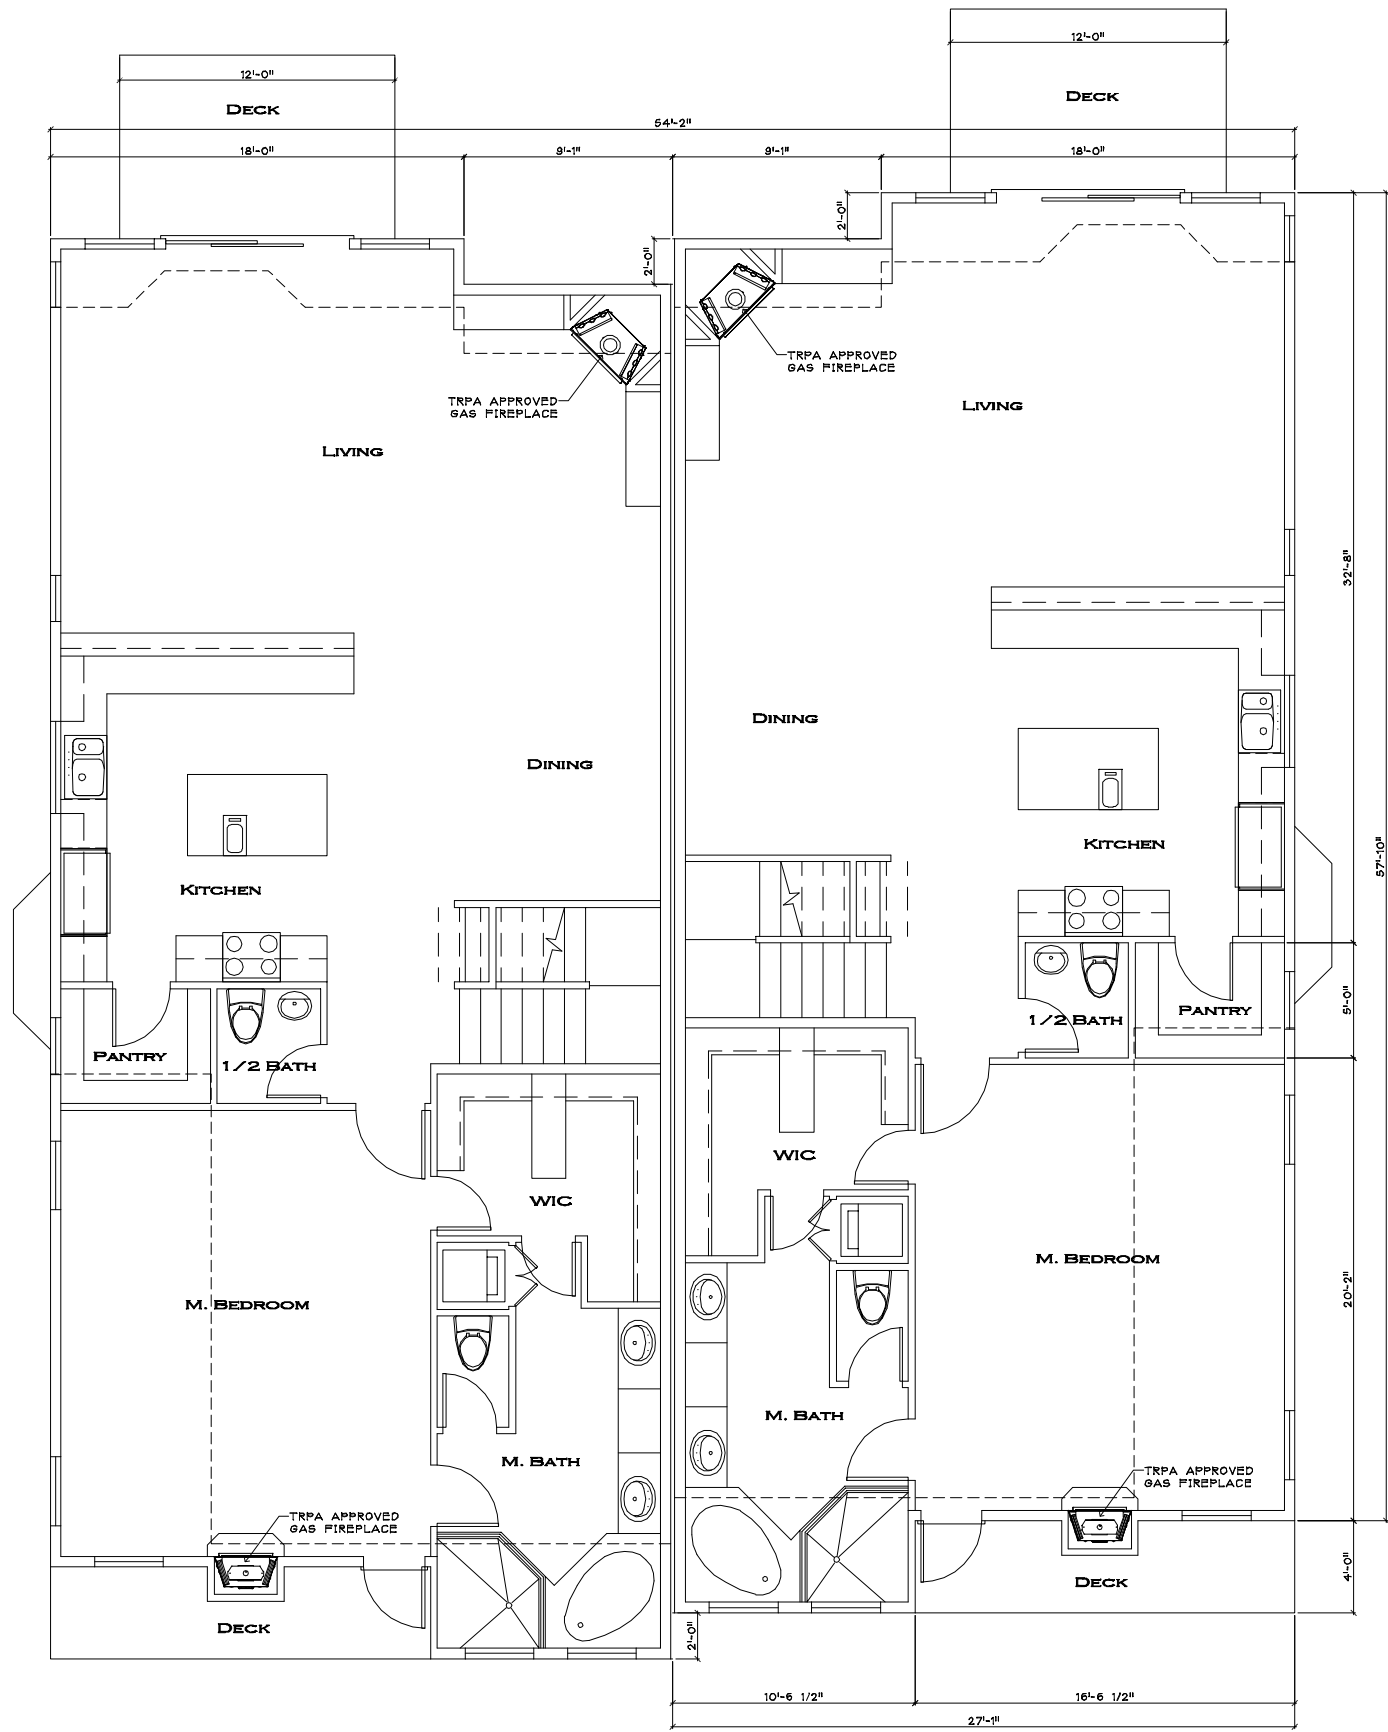 12'-0"
DECK
12'-0"
DECK
54'-2"
18'-0"
9'-1"
9'-1"
18'-0"
2'-0"
2'-0"
TRPA APPROVED
GAS FIREPLACE
TRPA APPROVED
GAS FIREPLACE
LIVING
LIVING
32'-8"
DINING
DINING
KITCHEN
KITCHEN
57'-10"
PANTRY
1/2 BATH
1/2 BATH
PANTRY
5'-0"
WIC
WIC
M. BEDROOM
M. BEDROOM
20'-2"
M. BATH
M. BATH
TRPA APPROVED
GAS FIREPLACE
TRPA APPROVED
GAS FIREPLACE
DECK
DECK
4'-0"
2'-0"
10'-6 1/2"
16'-6 1/2"
27'-1"